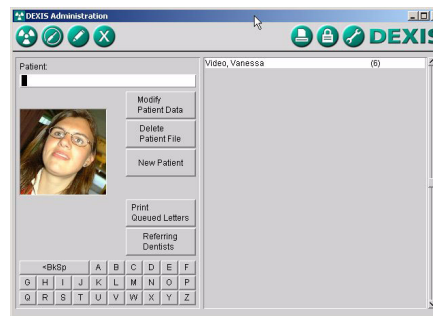 DEXIS Administration
DEXIS
Patient:
Video, Vanessa (6)
Modify
Patient Data
Delete
Patient File
New Patient
Print
Queued Letters
Referring
Dentists
<BkSp A B C D E F
G H I J K L M N O P
Q R S T U V W X Y Z